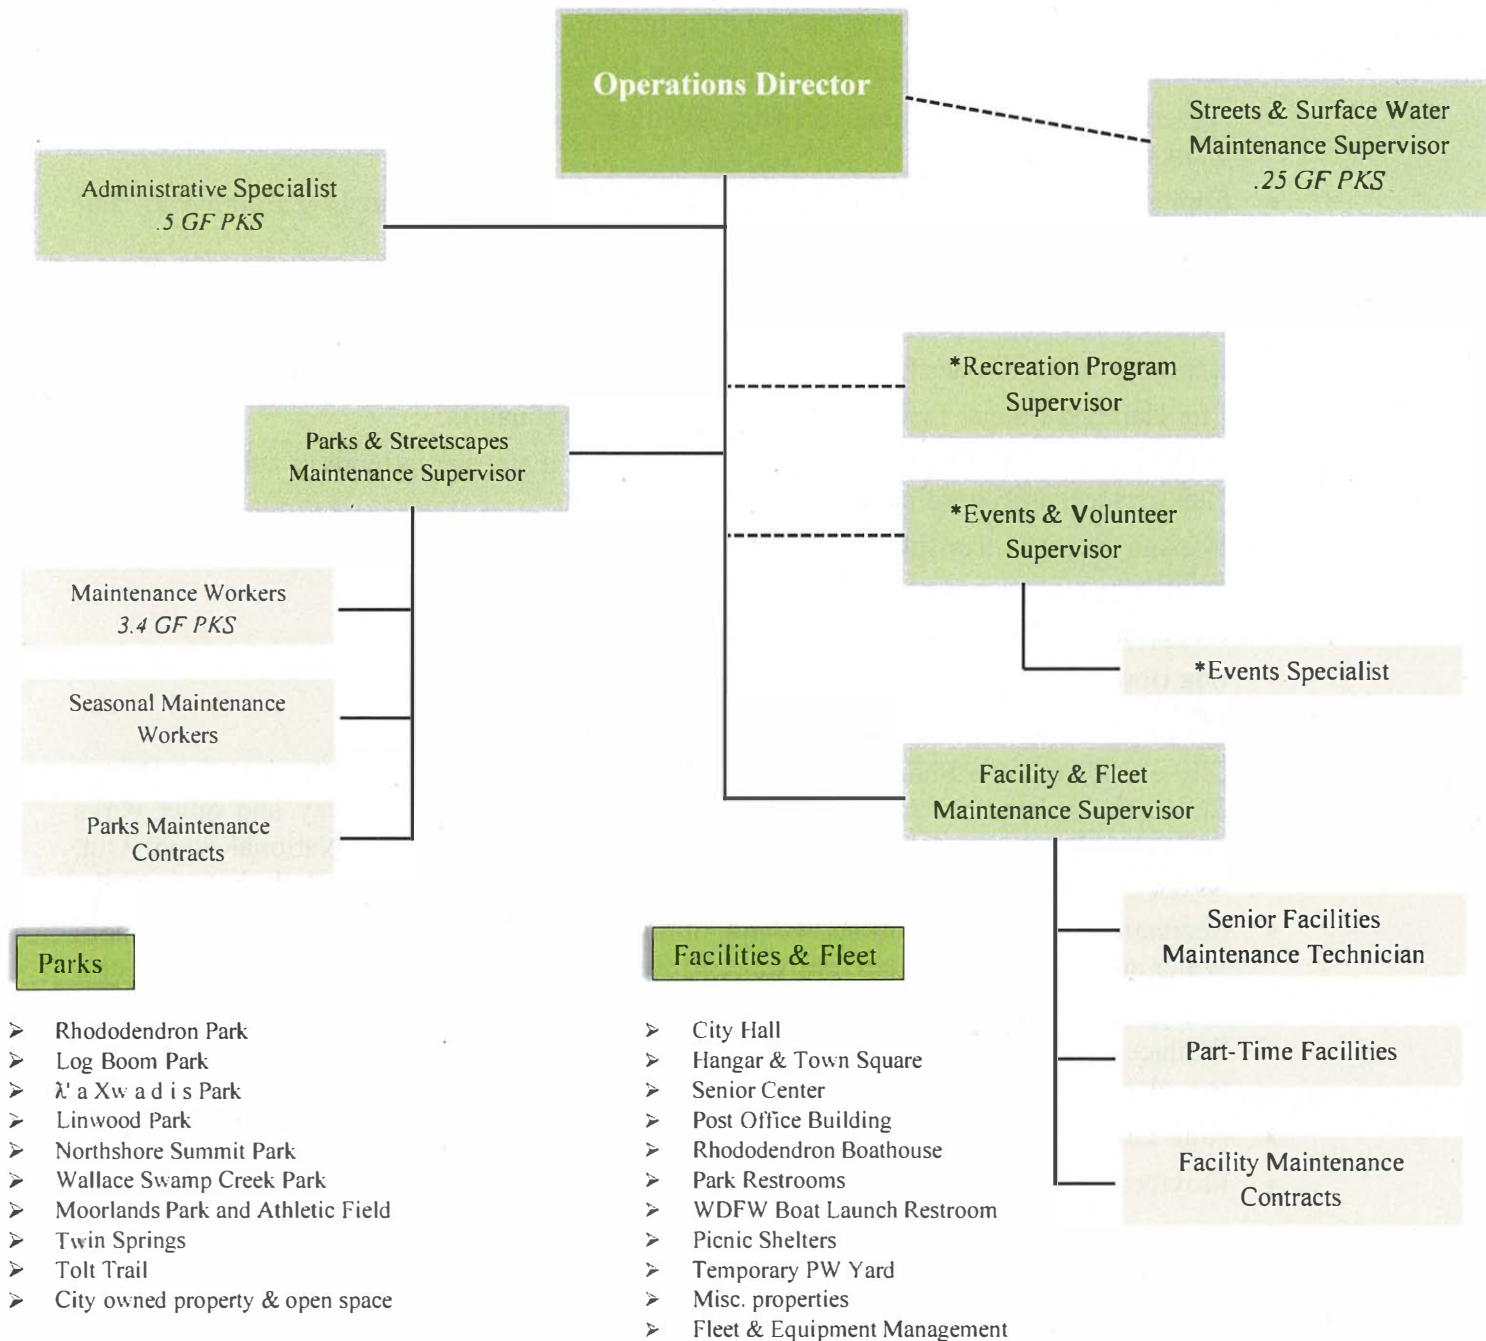 Operations Director
Streets & Surface Water
Maintenance Supervisor
.25 GF PKS
Administrative Specialist
.5 GF PKS
*Recreation Program
Supervisor
Parks & Streetscapes
Maintenance Supervisor
*Events & Volunteer
Supervisor
Maintenance Workers
3.4 GF PKS
*Events Specialist
Seasonal Maintenance
Workers
Facility & Fleet
Maintenance Supervisor
Parks Maintenance
Contracts
Senior Facilities
Maintenance Technician
Part-Time Facilities
Facility Maintenance
Contracts
Parks
➢ Rhododendron Park
➢ Log Boom Park
➢ ƛ' a Xw a d i s Park
➢ Linwood Park
➢ Northshore Summit Park
➢ Wallace Swamp Creek Park
➢ Moorlands Park and Athletic Field
➢ Twin Springs
➢ Tolt Trail
➢ City owned property & open space
Facilities & Fleet
➢ City Hall
➢ Hangar & Town Square
➢ Senior Center
➢ Post Office Building
➢ Rhododendron Boathouse
➢ Park Restrooms
➢ WDFW Boat Launch Restroom
➢ Picnic Shelters
➢ Temporary PW Yard
➢ Misc. properties
➢ Fleet & Equipment Management